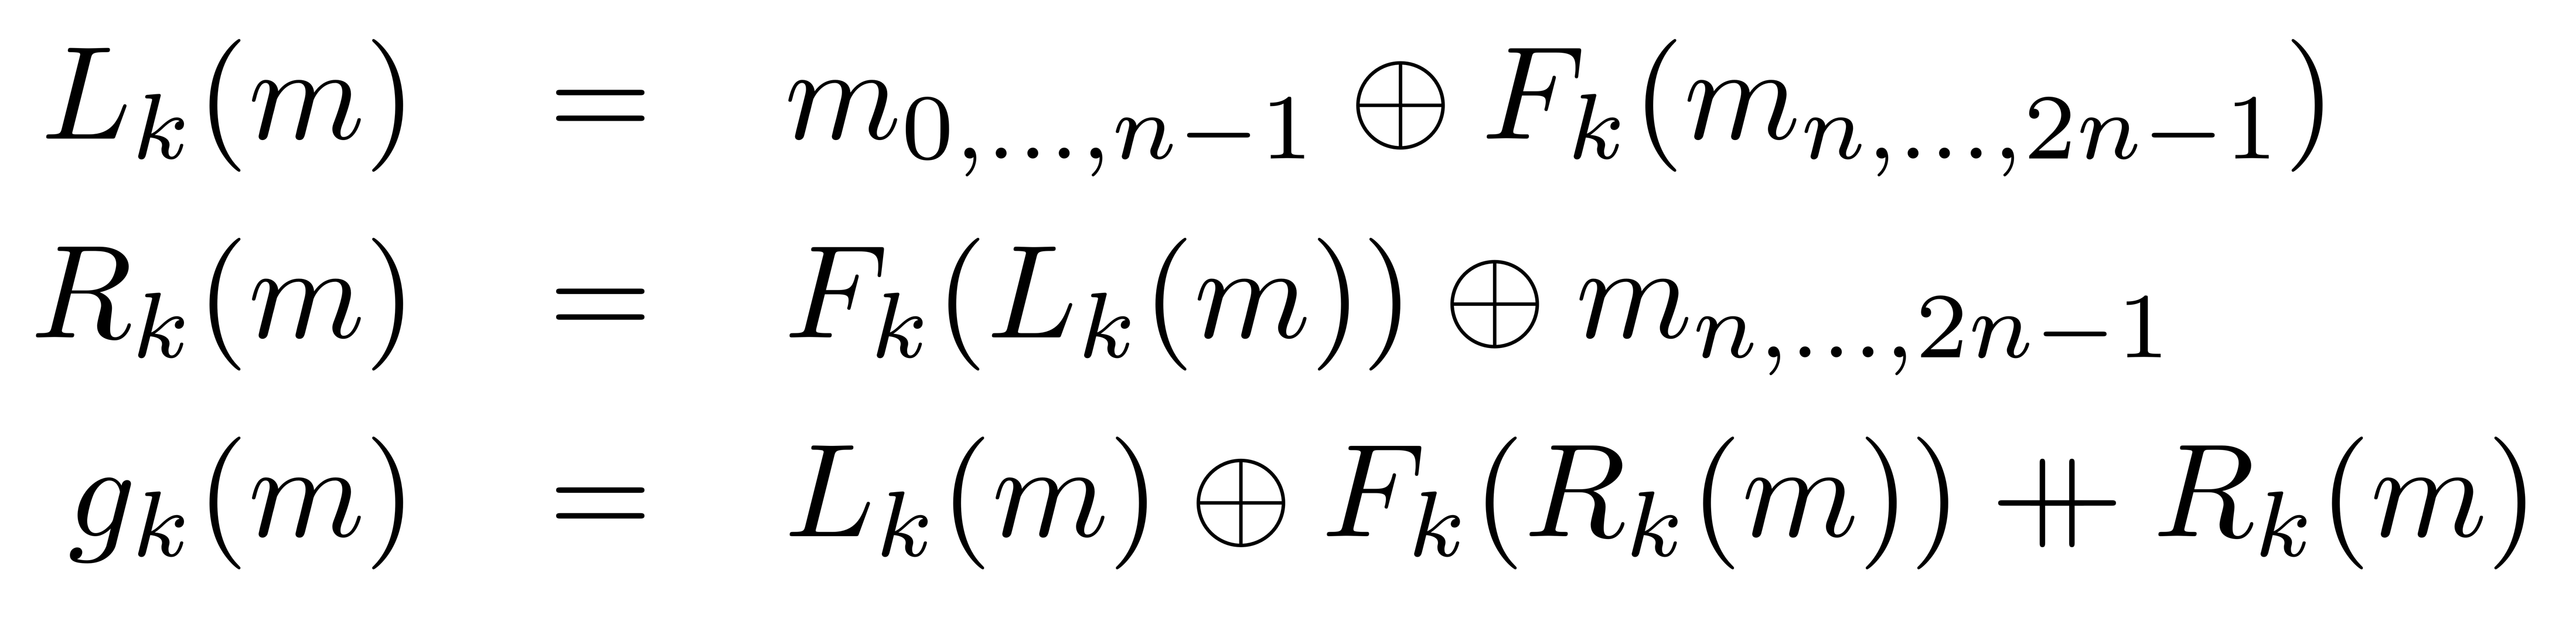 L_k(m) = m_{0,...,n−1} ⊕ F_k(m_{n,...,2n−1})
R_k(m) = F_k(L_k(m)) ⊕ m_{n,...,2n−1}
g_k(m) = L_k(m) ⊕ F_k(R_k(m)) ⧺ R_k(m)